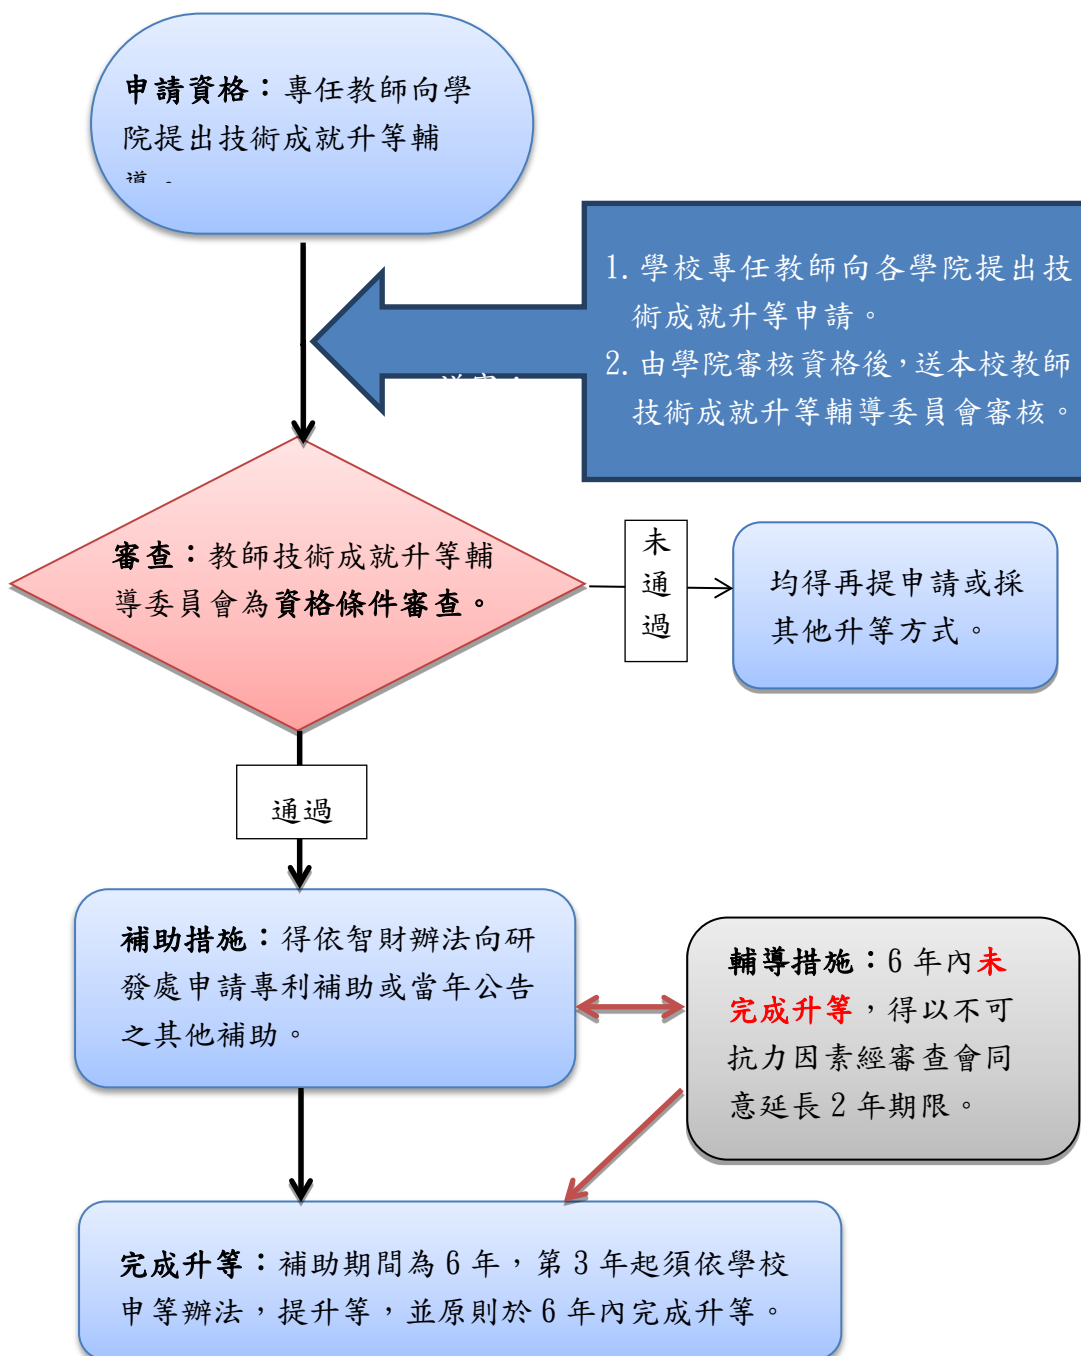 申請資格：專任教師向學
院提出技術成就升等輔
導。
1. 學校專任教師向各學院提出技
術成就升等申請。
2. 由學院審核資格後，送本校教師
技術成就升等輔導委員會審核。
審查：教師技術成就升等輔
導委員會為資格條件審查。
未
通
過
均得再提申請或採
其他升等方式。
通過
補助措施：得依智財辦法向研
發處申請專利補助或當年公告
之其他補助。
輔導措施：6 年內未
完成升等，得以不可
抗力因素經審查會同
意延長 2 年期限。
完成升等：補助期間為 6 年，第 3 年起須依學校
申等辦法，提升等，並原則於 6 年內完成升等。